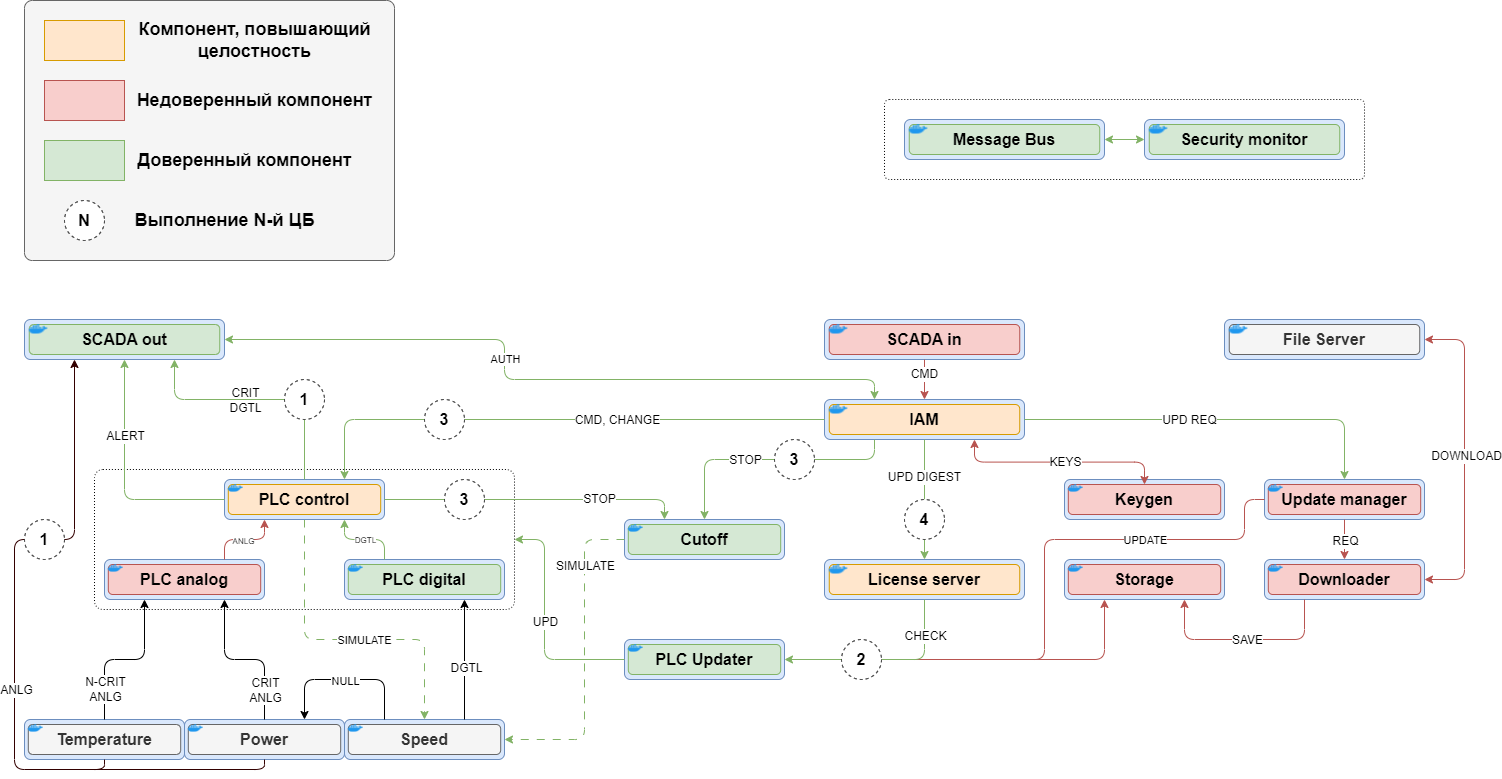 Компонент, повышающий
целостность
Недоверенный компонент
Доверенный компонент
N
Выполнение N-й ЦБ
Message Bus
Security monitor
SCADA out
SCADA in
File Server
AUTH
CMD
CRIT
DGTL
1
3
CMD, CHANGE
IAM
UPD REQ
ALERT
STOP
3
UPD DIGEST
KEYS
DOWNLOAD
PLC control
3
STOP
Keygen
Update manager
1
ANLG
DGTL
Cutoff
4
UPDATE
REQ
SIMULATE
PLC analog
PLC digital
License server
Storage
Downloader
UPD
CHECK
SIMULATE
SAVE
PLC Updater
2
DGTL
ANLG
N-CRIT
ANLG
CRIT
ANLG
NULL
Temperature
Power
Speed